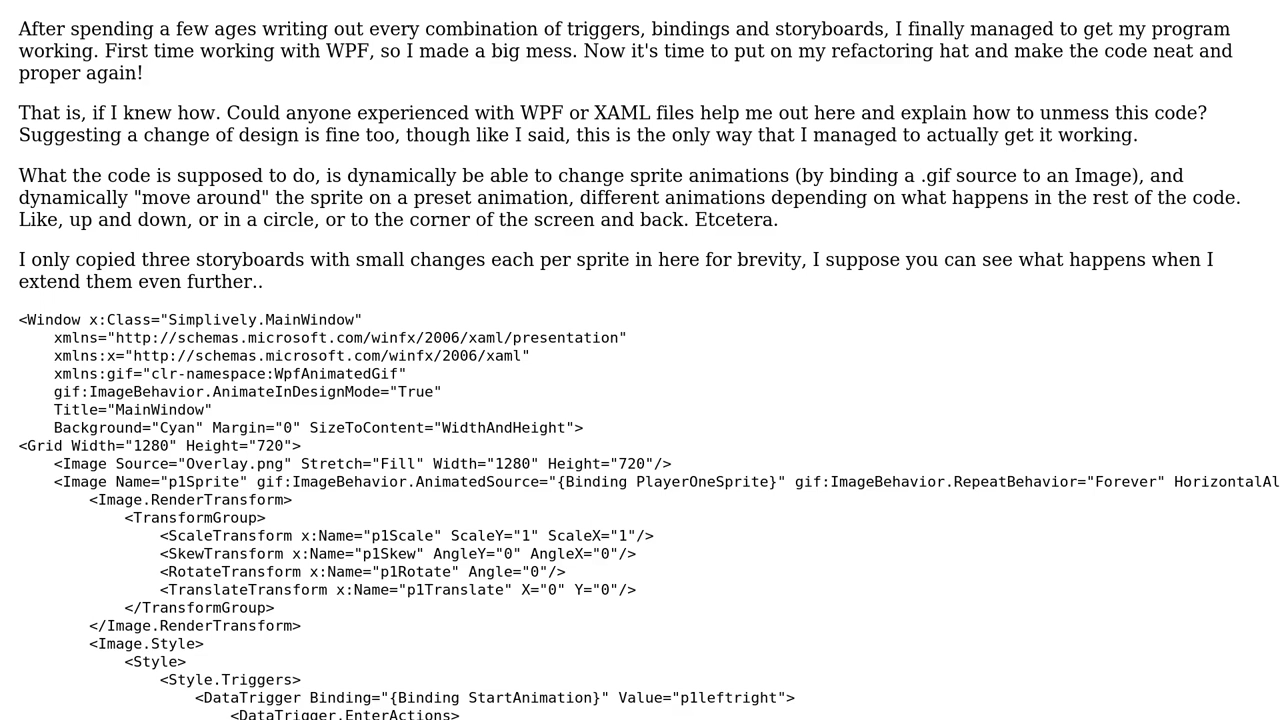 After spending a few ages writing out every combination of triggers, bindings and storyboards, I finally managed to get my program
working. First time working with WPF, so I made a big mess. Now it's time to put on my refactoring hat and make the code neat and
proper again!
That is, if I knew how. Could anyone experienced with WPF or XAML files help me out here and explain how to unmess this code?
Suggesting a change of design is fine too, though like I said, this is the only way that I managed to actually get it working.
What the code is supposed to do, is dynamically be able to change sprite animations (by binding a .gif source to an Image), and
dynamically "move around" the sprite on a preset animation, different animations depending on what happens in the rest of the code.
Like, up and down, or in a circle, or to the corner of the screen and back. Etcetera.
I only copied three storyboards with small changes each per sprite in here for brevity, I suppose you can see what happens when I
extend them even further..
<Window x:Class="Simplively.MainWindow"
    xmlns="http://schemas.microsoft.com/winfx/2006/xaml/presentation"
    xmlns:x="http://schemas.microsoft.com/winfx/2006/xaml"
    xmlns:gif="clr-namespace:WpfAnimatedGif"
    gif:ImageBehavior.AnimateInDesignMode="True"
    Title="MainWindow"
    Background="Cyan" Margin="0" SizeToContent="WidthAndHeight">
<Grid Width="1280" Height="720">
    <Image Source="Overlay.png" Stretch="Fill" Width="1280" Height="720"/>
    <Image Name="p1Sprite" gif:ImageBehavior.AnimatedSource="{Binding PlayerOneSprite}" gif:ImageBehavior.RepeatBehavior="Forever" HorizontalAl
        <Image.RenderTransform>
            <TransformGroup>
                <ScaleTransform x:Name="p1Scale" ScaleY="1" ScaleX="1"/>
                <SkewTransform x:Name="p1Skew" AngleY="0" AngleX="0"/>
                <RotateTransform x:Name="p1Rotate" Angle="0"/>
                <TranslateTransform x:Name="p1Translate" X="0" Y="0"/>
            </TransformGroup>
        </Image.RenderTransform>
        <Image.Style>
            <Style>
                <Style.Triggers>
                    <DataTrigger Binding="{Binding StartAnimation}" Value="p1leftright">
                        <DataTrigger.EnterActions>